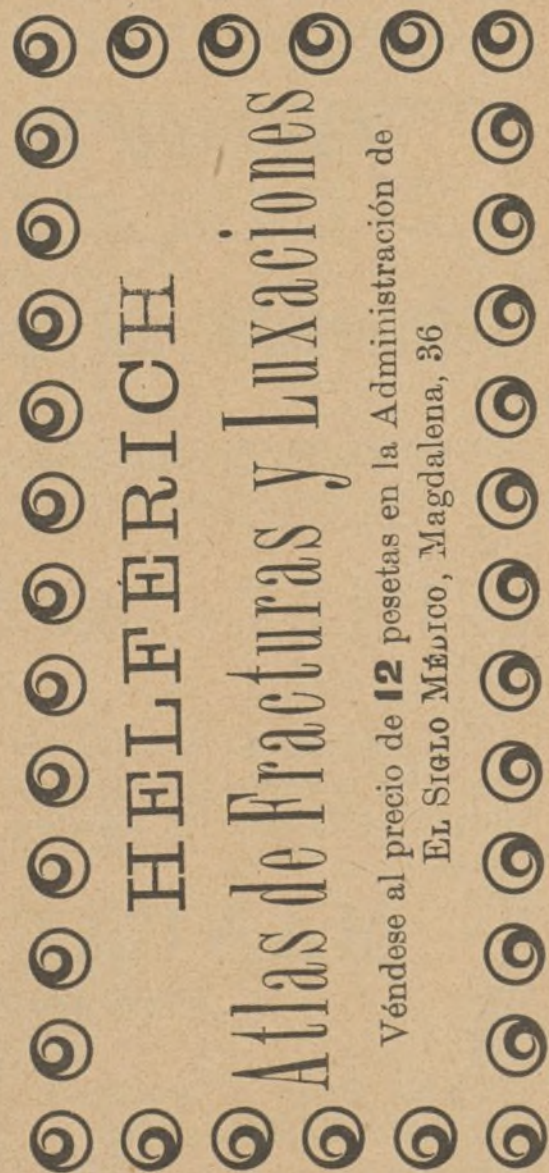 HELFÉRICH
Atlas de Fracturas y Luxaciones
Véndese al precio de 12 pesetas en la Administración de
EL SIGLO MÉDICO, Magdalena, 36